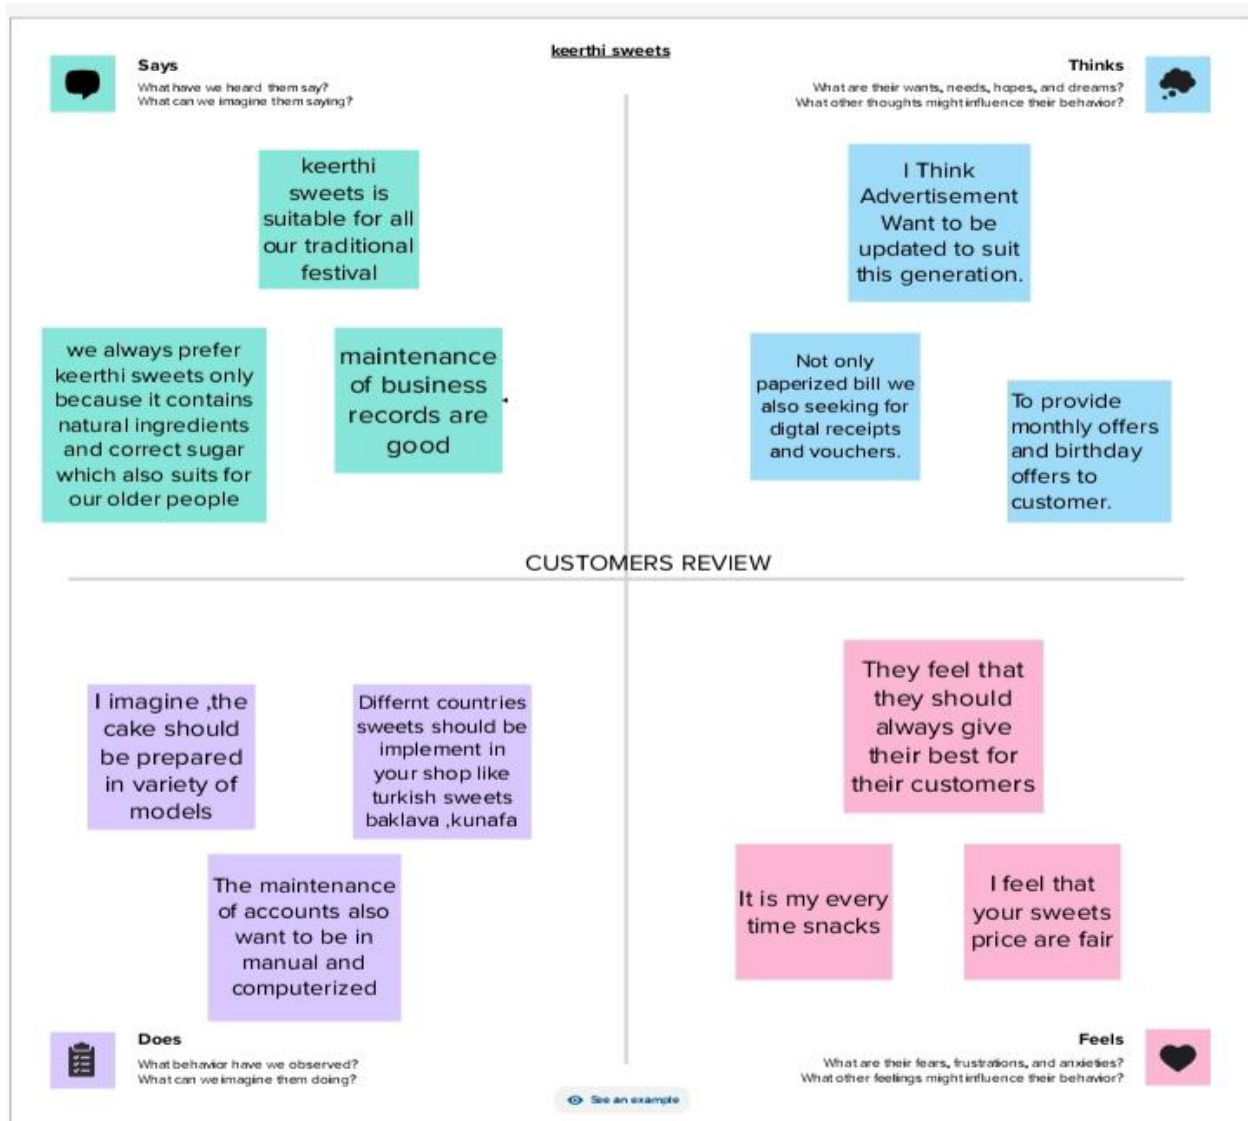 keerthi sweets
Says
What have we heard them say?
What can we imagine them saying?
Thinks
What are their wants, needs, hopes, and dreams?
What other thoughts might influence their behavior?
keerthi
sweets is
suitable for all
our traditional
festival
we always prefer
keerthi sweets only
because it contains
natural ingredients
and correct sugar
which also suits for
our older people
maintenance
of business
records are
good
I Think
Advertisement
Want to be
updated to suit
this generation.
Not only
paperized bill we
also seeking for
digtal receipts
and vouchers.
To provide
monthly offers
and birthday
offers to
customer.
CUSTOMERS REVIEW
I imagine ,the
cake should
be prepared
in variety of
models
Differnt countries
sweets should be
implement in
your shop like
turkish sweets
baklava ,kunafa
The maintenance
of accounts also
want to be in
manual and
computerized
They feel that
they should
always give
their best for
their customers
It is my every
time snacks
I feel that
your sweets
price are fair
Does
What behavior have we observed?
What can we imagine them doing?
Feels
What are their fears, frustrations, and anxieties?
What other feelings might influence their behavior?
See an example